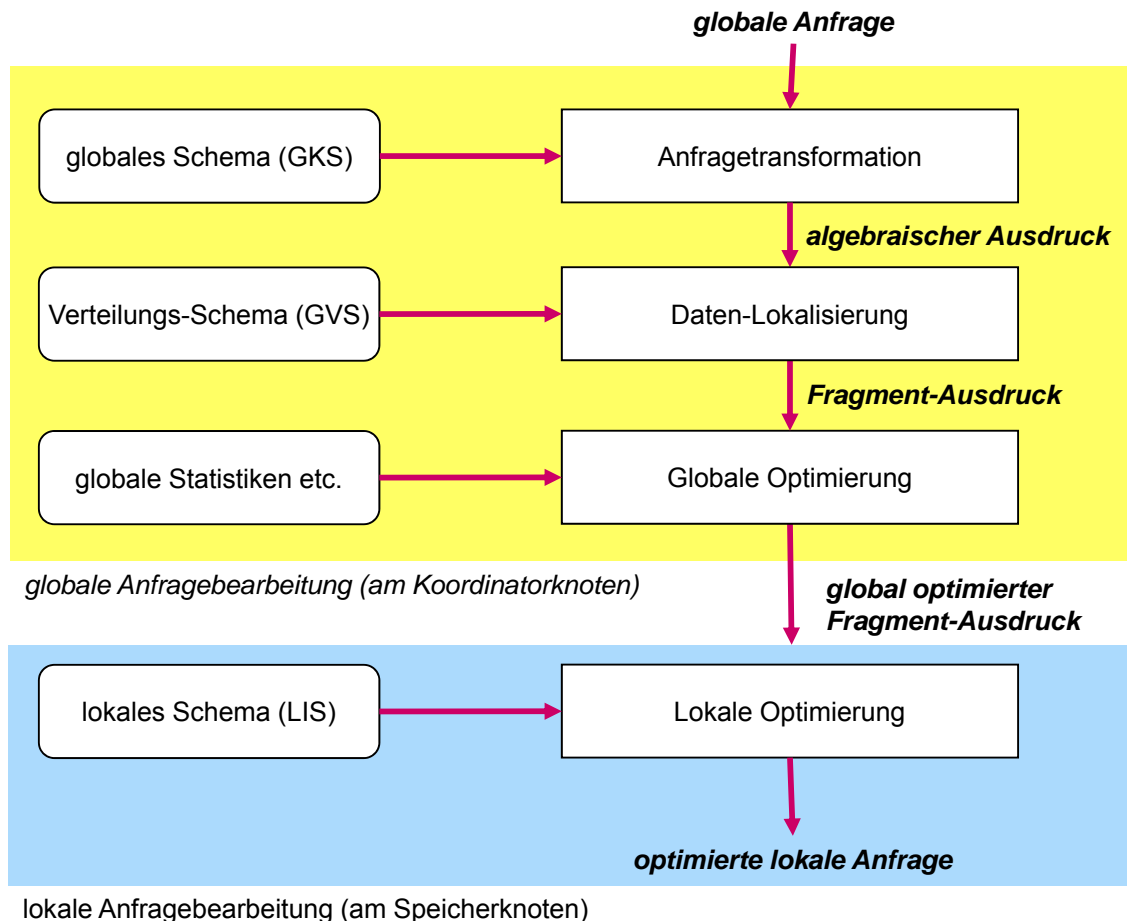 globale Anfrage
globales Schema (GKS)
Anfragetransformation
algebraischer Ausdruck
Verteilungs-Schema (GVS)
Daten-Lokalisierung
Fragment-Ausdruck
globale Statistiken etc.
Globale Optimierung
globale Anfragebearbeitung (am Koordinatorknoten)
global optimierter
Fragment-Ausdruck
lokales Schema (LIS)
Lokale Optimierung
optimierte lokale Anfrage
lokale Anfragebearbeitung (am Speicherknoten)